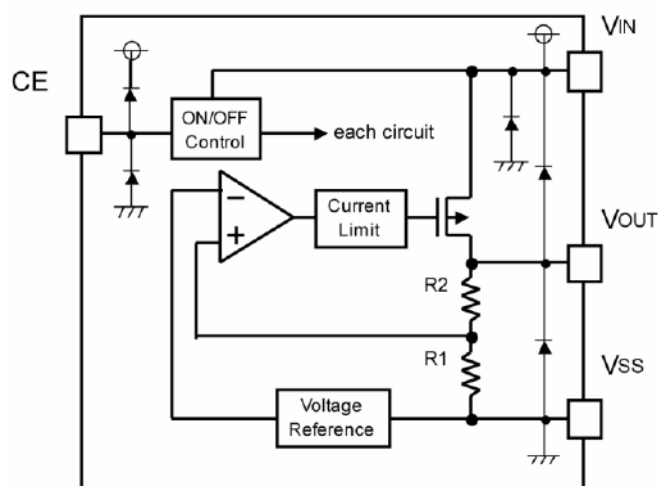 VIN
CE
ON/OFF
Control
each circuit
−
+
Current
Limit
VOUT
R2
R1
VSS
Voltage
Reference